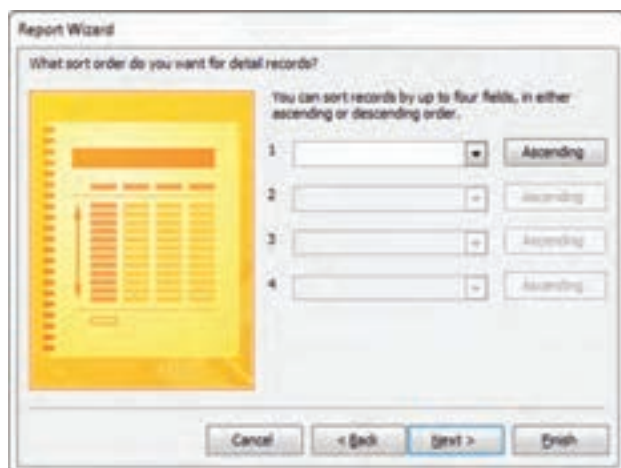 Report Wizard
What sort order do you want for detail records?
You can sort records by up to four fields, in either
ascending or descending order.
1 Ascending
2 Ascending
3 Ascending
4 Ascending
Cancel < Back Next > Finish